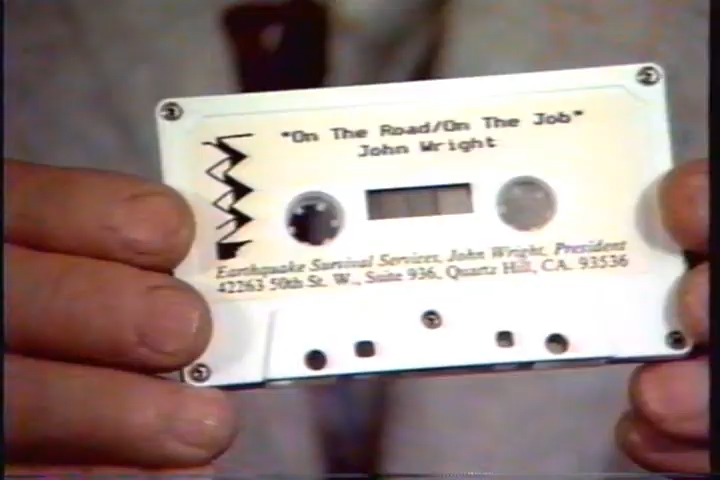 "On The Road/On The Job"
John Wright
Earthquake Survival Services, John Wright, President
42263 50th St. W., Suite 936, Quartz Hill, CA. 93536